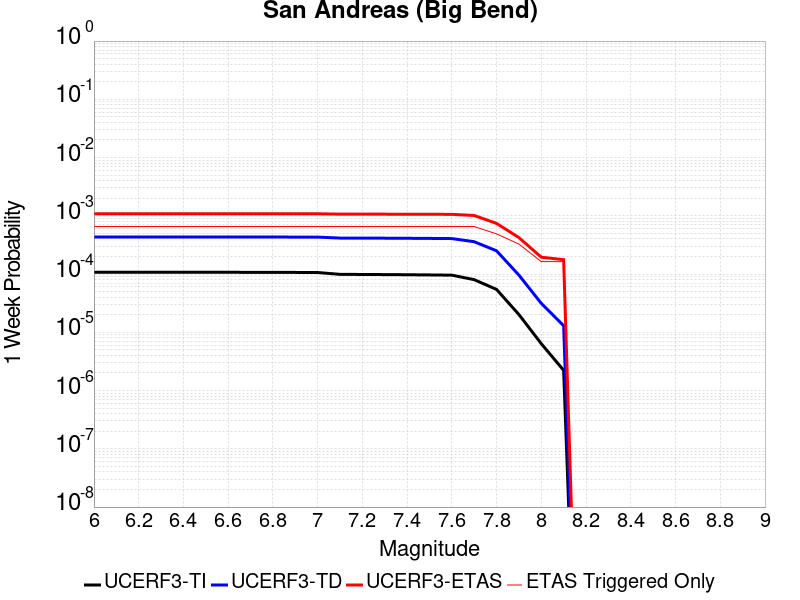 San Andreas (Big Bend)
10^0
10^-1
10^-2
10^-3
10^-4
10^-5
10^-6
10^-7
10^-8
1 Week Probability
6 6.2 6.4 6.6 6.8 7 7.2 7.4 7.6 7.8 8 8.2 8.4 8.6 8.8 9
Magnitude
UCERF3-TI UCERF3-TD UCERF3-ETAS ETAS Triggered Only